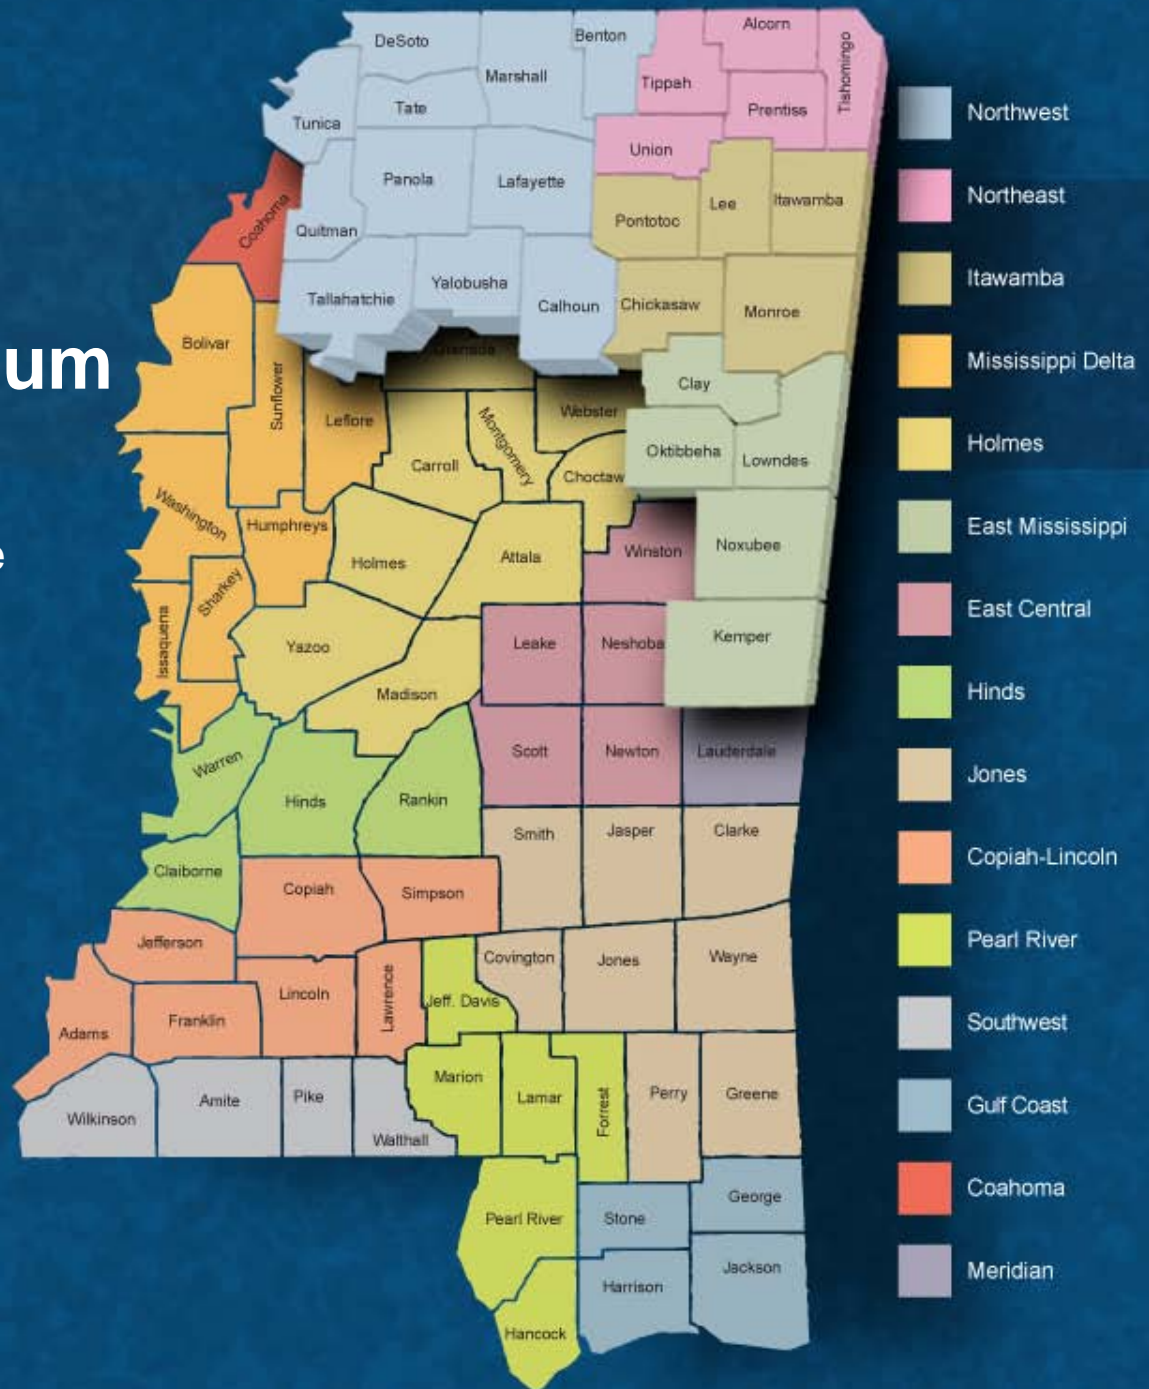 DeSoto
Benton
Alcorn
Tishomingo
Marshall
Tippah
Tate
Prentiss
Tunica
Union
Panola
Lafayette
Coahoma
Quitman
Pontotoc
Lee
Itawamba
Tallahatchie
Yalobusha
Calhoun
Chickasaw
Monroe
Bolivar
Sunflower
Grenada
Clay
Leflore
Webster
Montgomery
Carroll
Choctaw
Oktibbeha
Lowndes
Washington
Humphreys
Holmes
Attala
Winston
Noxubee
Sharkey
Issaquena
Yazoo
Leake
Neshoba
Kemper
Madison
Warren
Scott
Newton
Lauderdale
Hinds
Rankin
Smith
Jasper
Clarke
Claiborne
Copiah
Simpson
Jefferson
Covington
Jones
Wayne
Lincoln
Lawrence
Jeff. Davis
Adams
Franklin
Marion
Lamar
Forrest
Perry
Greene
Wilkinson
Amite
Pike
Walthall
Pearl River
Stone
George
Harrison
Jackson
Hancock
um
e
Northwest
Northeast
Itawamba
Mississippi Delta
Holmes
East Mississippi
East Central
Hinds
Jones
Copiah-Lincoln
Pearl River
Southwest
Gulf Coast
Coahoma
Meridian